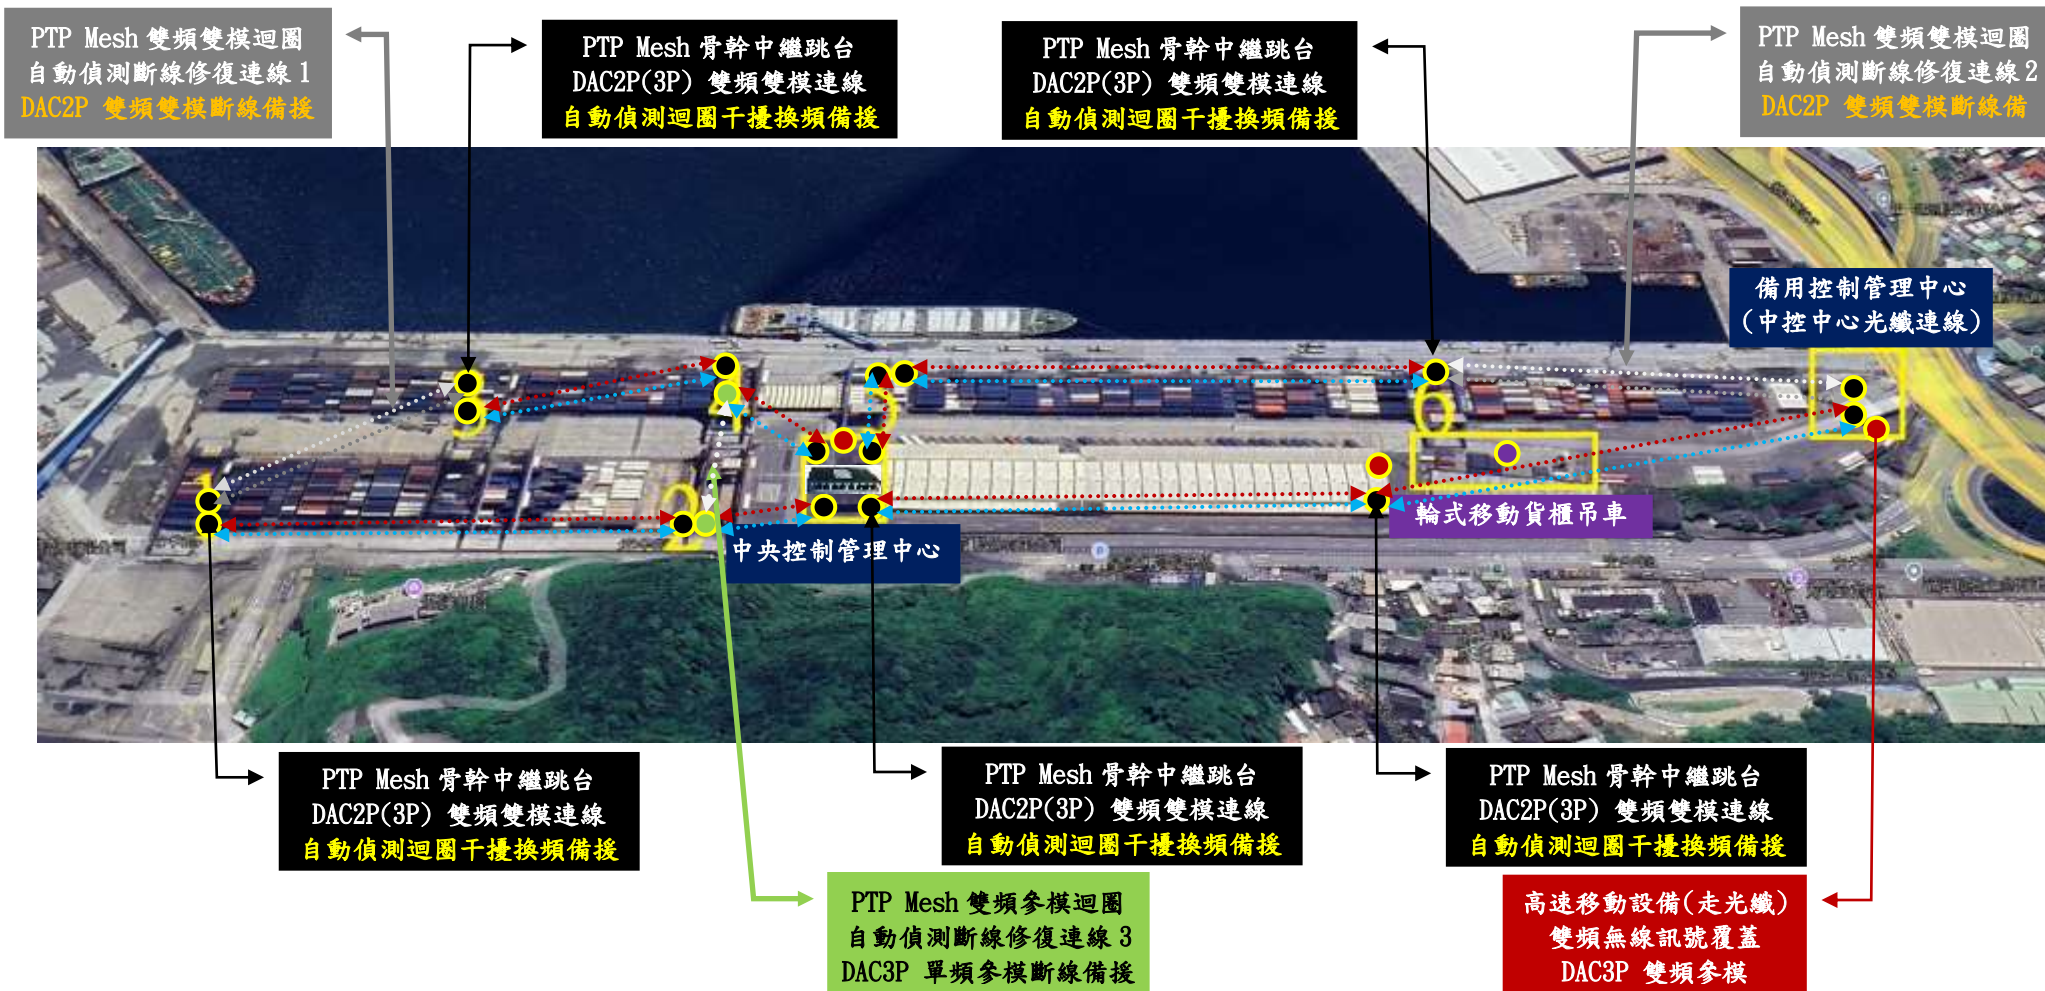 PTP Mesh 雙頻雙模迴圈
自動偵測斷線修復連線1
DAC2P 雙頻雙模斷線備援
PTP Mesh 骨幹中繼跳台
DAC2P(3P) 雙頻雙模連線
自動偵測迴圈干擾換頻備援
PTP Mesh 骨幹中繼跳台
DAC2P(3P) 雙頻雙模連線
自動偵測迴圈干擾換頻備援
PTP Mesh 雙頻雙模迴圈
自動偵測斷線修復連線2
DAC2P 雙頻雙模斷線備
備用控制管理中心
(中控中心光纖連線)
1
2
3
4
5
6
輪式移動貨櫃吊車
中央控制管理中心
PTP Mesh 骨幹中繼跳台
DAC2P(3P) 雙頻雙模連線
自動偵測迴圈干擾換頻備援
PTP Mesh 骨幹中繼跳台
DAC2P(3P) 雙頻雙模連線
自動偵測迴圈干擾換頻備援
PTP Mesh 骨幹中繼跳台
DAC2P(3P) 雙頻雙模連線
自動偵測迴圈干擾換頻備援
PTP Mesh 雙頻參模迴圈
自動偵測斷線修復連線3
DAC3P 單頻參模斷線備援
高速移動設備(走光纖)
雙頻無線訊號覆蓋
DAC3P 雙頻參模